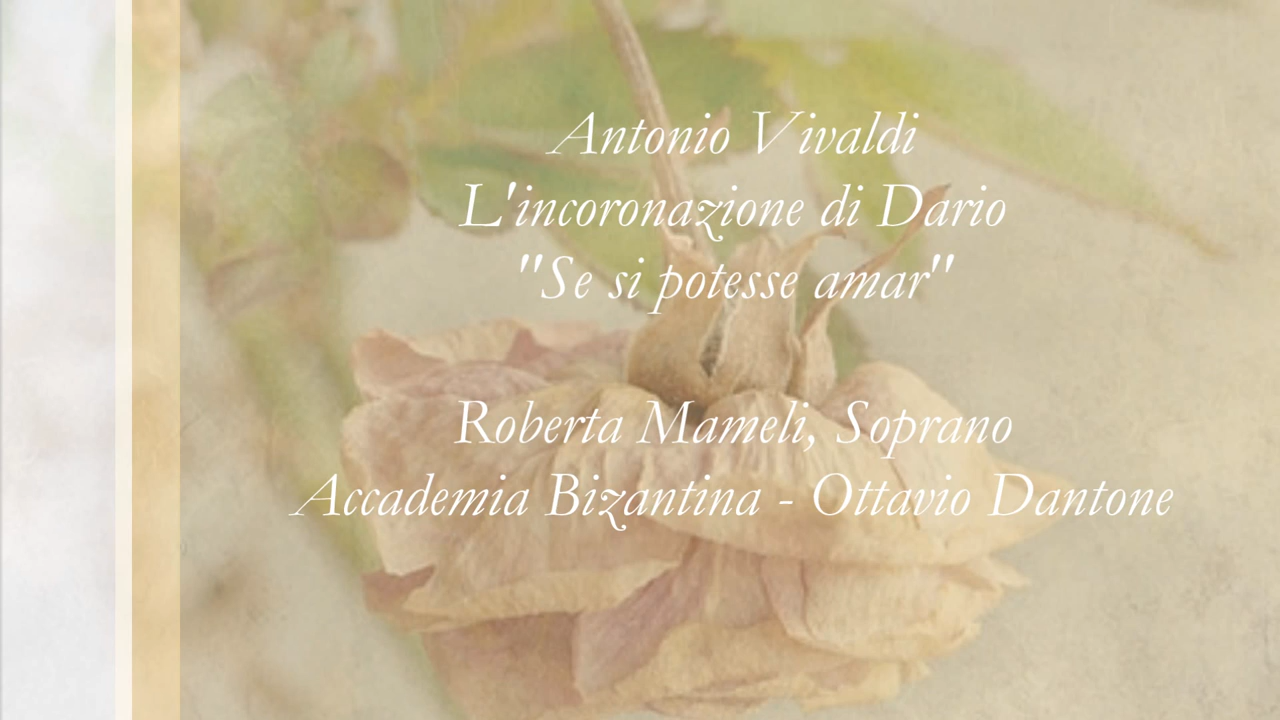 Antonio Vivaldi
L'incoronazione di Dario
"Se si potesse amar"
Roberta Mameli, Soprano
Accademia Bizantina - Ottavio Dantone